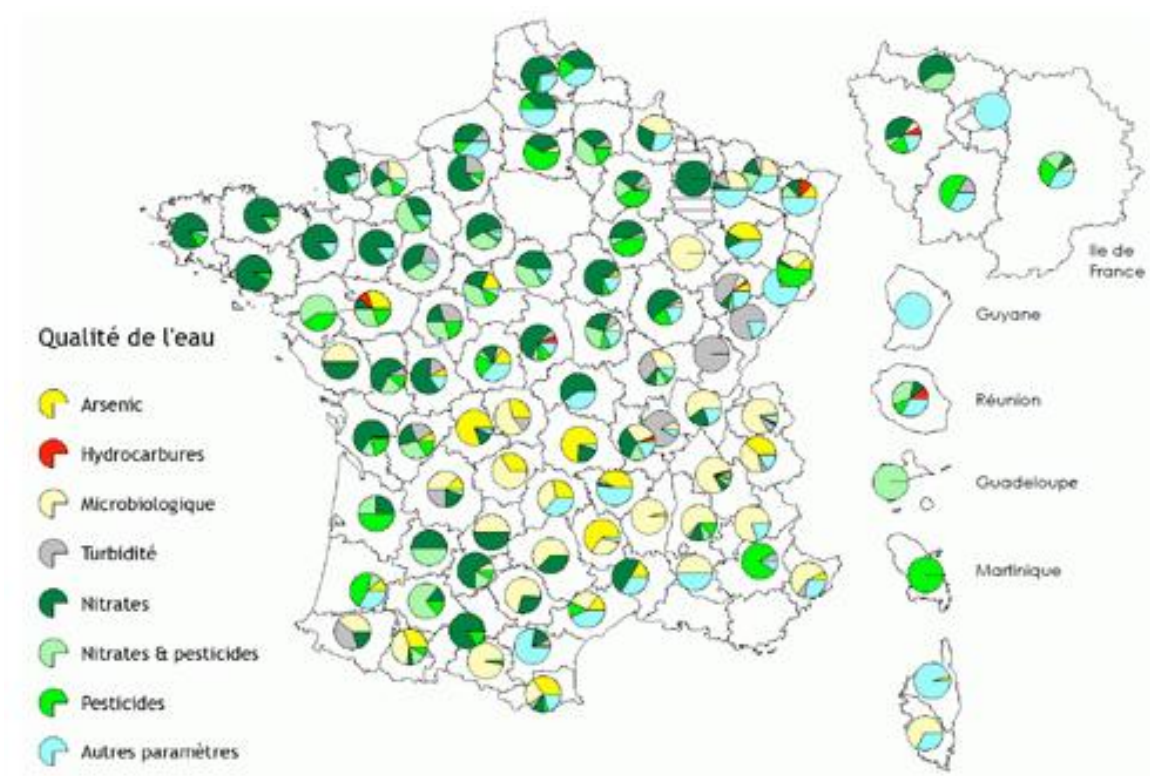 Qualité de l'eau
Arsenic
Hydrocarbures
Microbiologique
Turbidité
Nitrates
Nitrates & pesticides
Pesticides
Autres paramètres
Ile de
France
Guyane
Réunion
Guadeloupe
Martinique